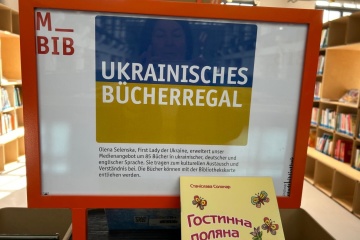 M_
BIB
UKRAINISCHES
BÜCHERREGAL
Olena Selenska, First Lady der Ukraine, erweitert unser
Medienangebot um 85 Bücher in ukrainischer, deutscher und
englischer Sprache. Sie tragen zum kulturellen Austausch und
Verständnis bei. Die Bücher können mit der Bibliothekskarte
entliehen werden.
Гостинна
поляна